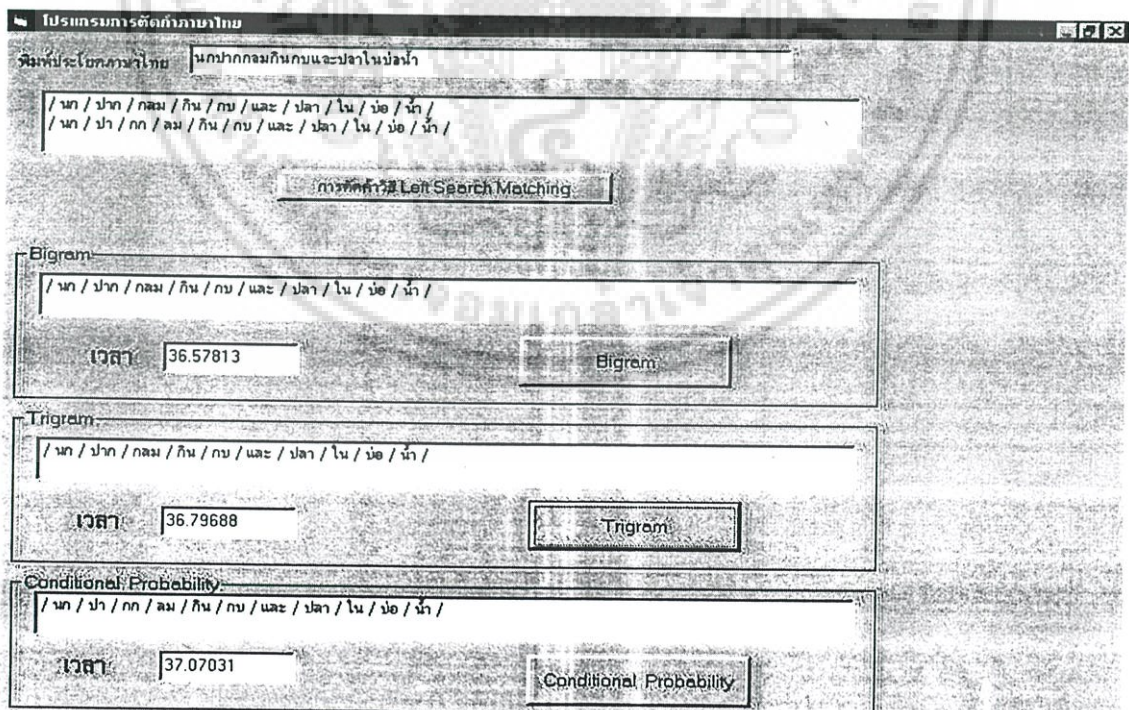 โปรแกรมการตัดคำภาษาไทย
พิมพ์ประโยคภาษาไทย นกปากกลมกินกบและปลาในบ่อน้ำ
/ นก / ปาก / กลม / กิน / กบ / และ / ปลา / ใน / บ่อ / น้ำ /
/ นก / ปา / กก / ลม / กิน / กบ / และ / ปลา / ใน / บ่อ / น้ำ /
การตัดคำวิธี Left Search Matching
Bigram
/ นก / ปาก / กลม / กิน / กบ / และ / ปลา / ใน / บ่อ / น้ำ /
เวลา 36.57813 Bigram
Trigram
/ นก / ปาก / กลม / กิน / กบ / และ / ปลา / ใน / บ่อ / น้ำ /
เวลา 36.79688 Trigram
Conditional Probability
/ นก / ปา / กก / ลม / กิน / กบ / และ / ปลา / ใน / บ่อ / น้ำ /
เวลา 37.07031 Conditional Probability